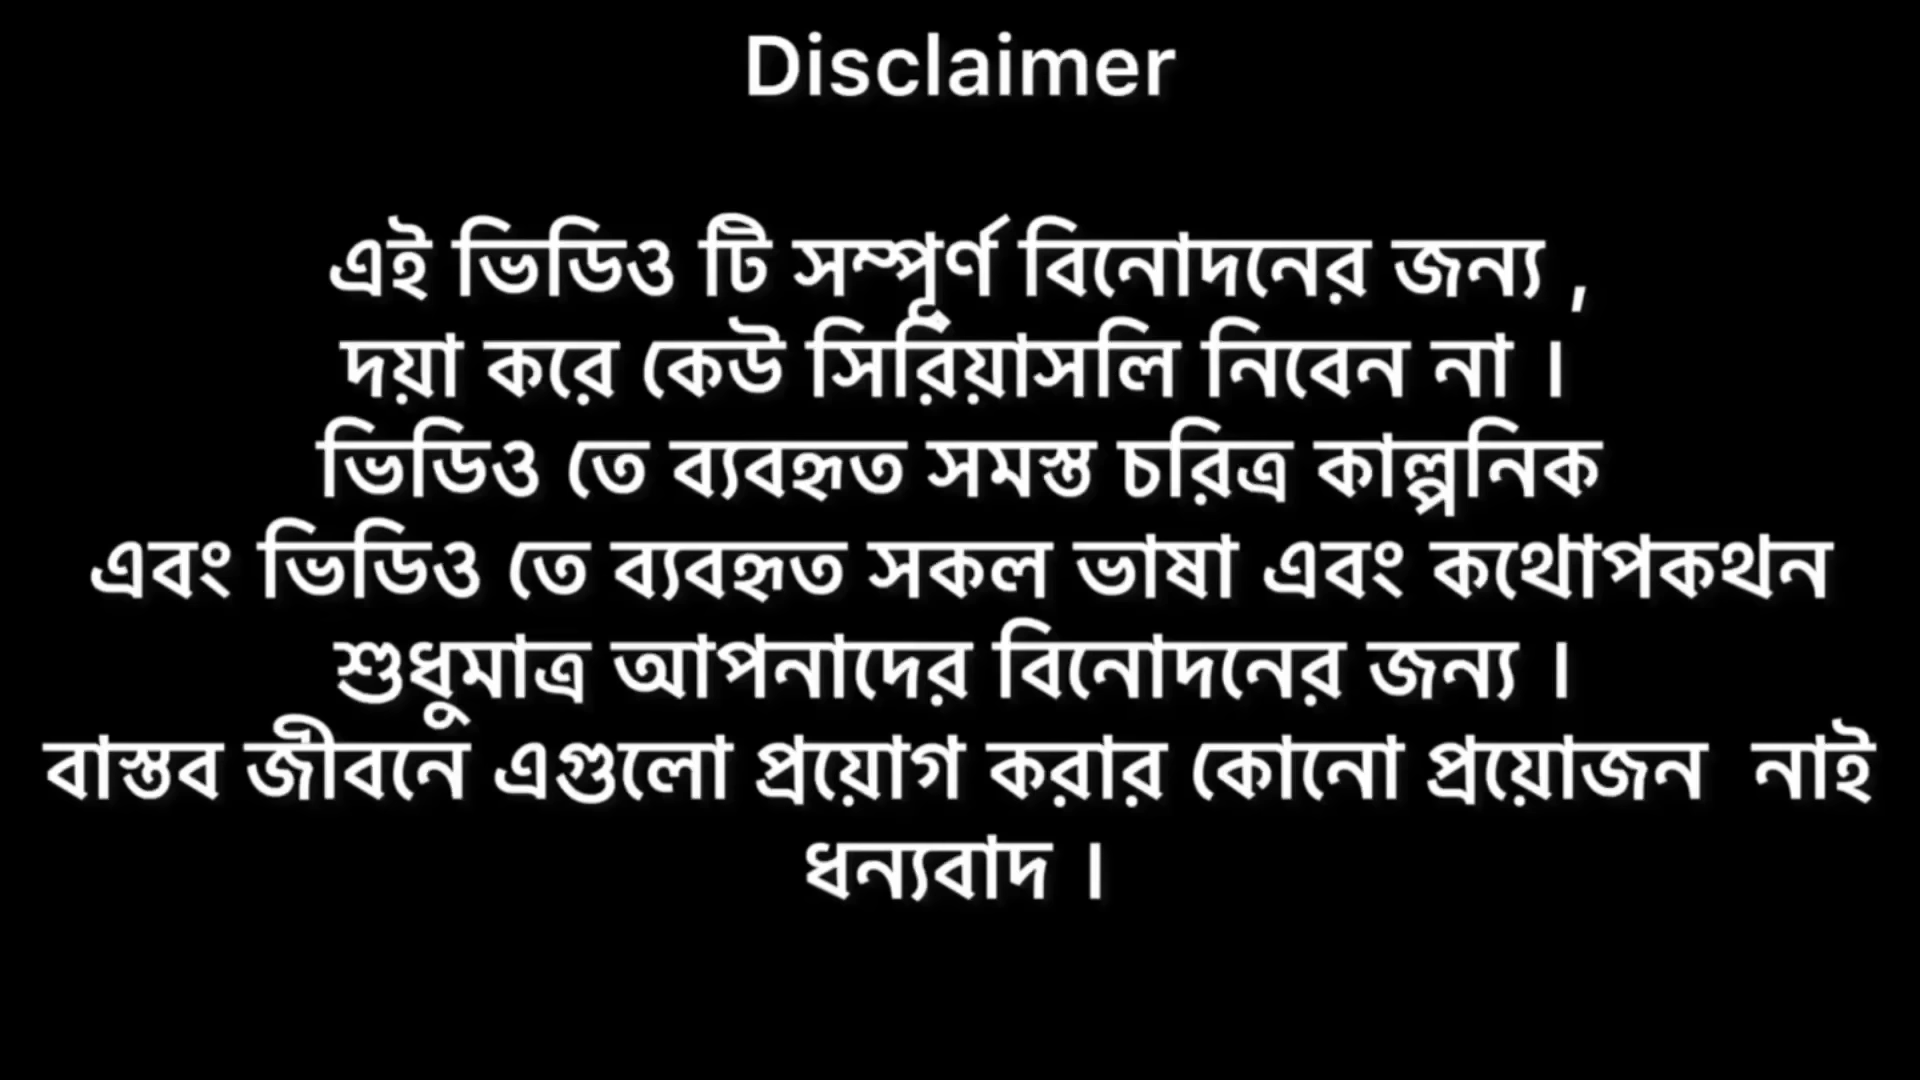 Disclaimer
এই ভিডিও টি সম্পূর্ণ বিনোদনের জন্য ,
দয়া করে কেউ সিরিয়াসলি নিবেন না ।
ভিডিও তে ব্যবহৃত সমস্ত চরিত্র কাল্পনিক
এবং ভিডিও তে ব্যবহৃত সকল ভাষা এবং কথোপকথন
শুধুমাত্র আপনাদের বিনোদনের জন্য ।
বাস্তব জীবনে এগুলো প্রয়োগ করার কোনো প্রয়োজন  নাই
ধন্যবাদ ।